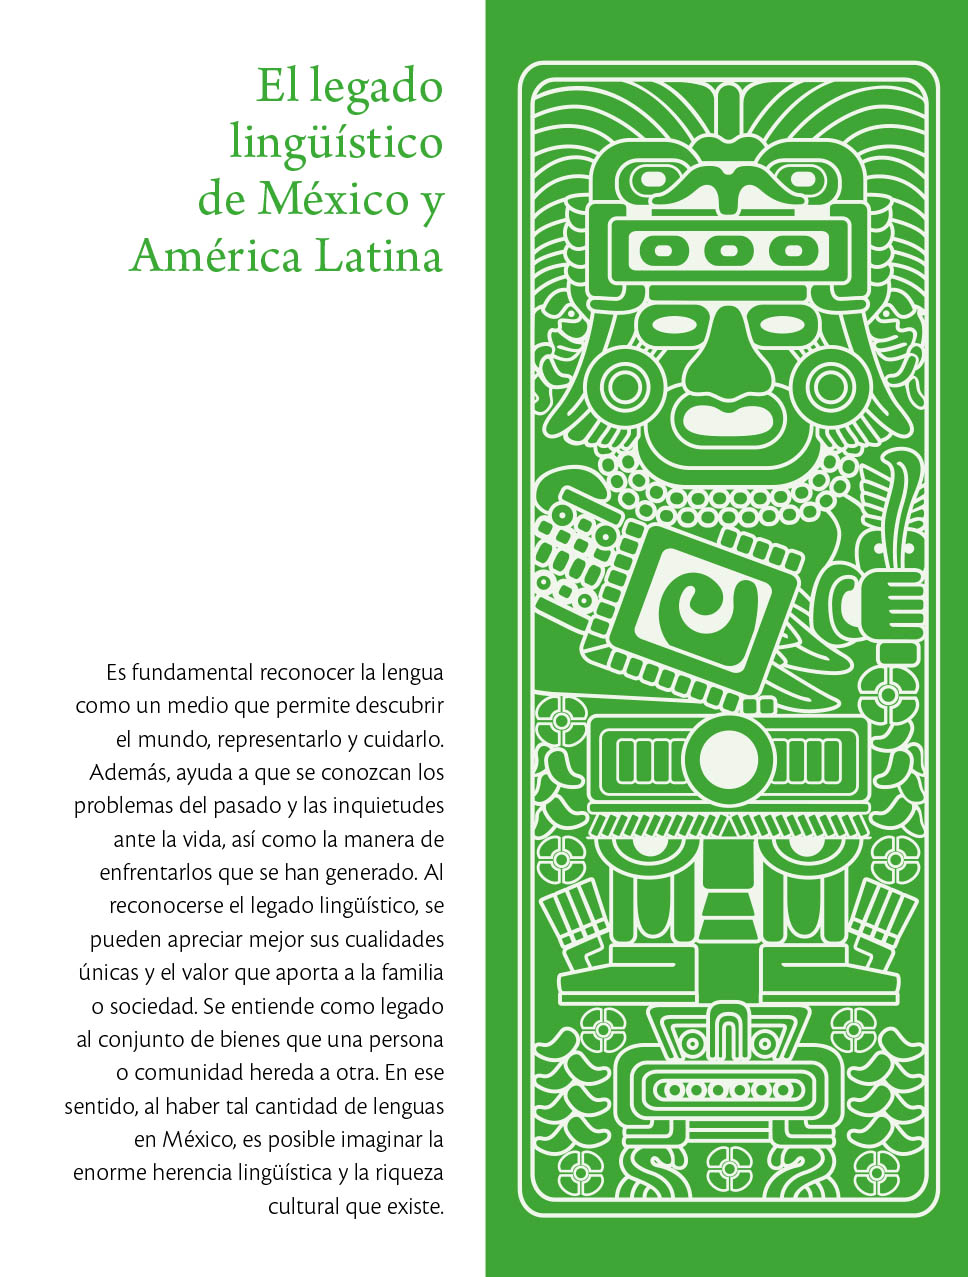 El legado
lingüístico
de México y
América Latina
Es fundamental reconocer la lengua
como un medio que permite descubrir
el mundo, representarlo y cuidarlo.
Además, ayuda a que se conozcan los
problemas del pasado y las inquietudes
ante la vida, así como la manera de
enfrentarlos que se han generado. Al
reconocerse el legado lingüístico, se
pueden apreciar mejor sus cualidades
únicas y el valor que aporta a la familia
o sociedad. Se entiende como legado
al conjunto de bienes que una persona
o comunidad hereda a otra. En ese
sentido, al haber tal cantidad de lenguas
en México, es posible imaginar la
enorme herencia lingüística y la riqueza
cultural que existe.